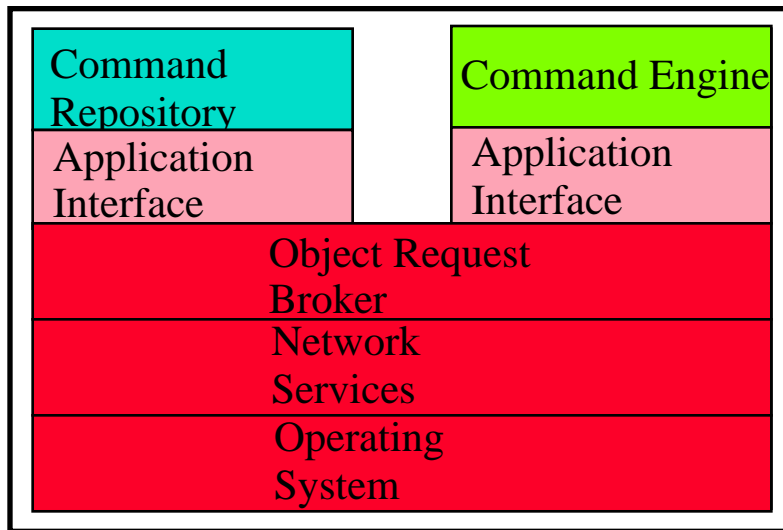 Command
Repository
Application
Interface
Command Engine
Application
Interface
Object Request
Broker
Network
Services
Operating
System